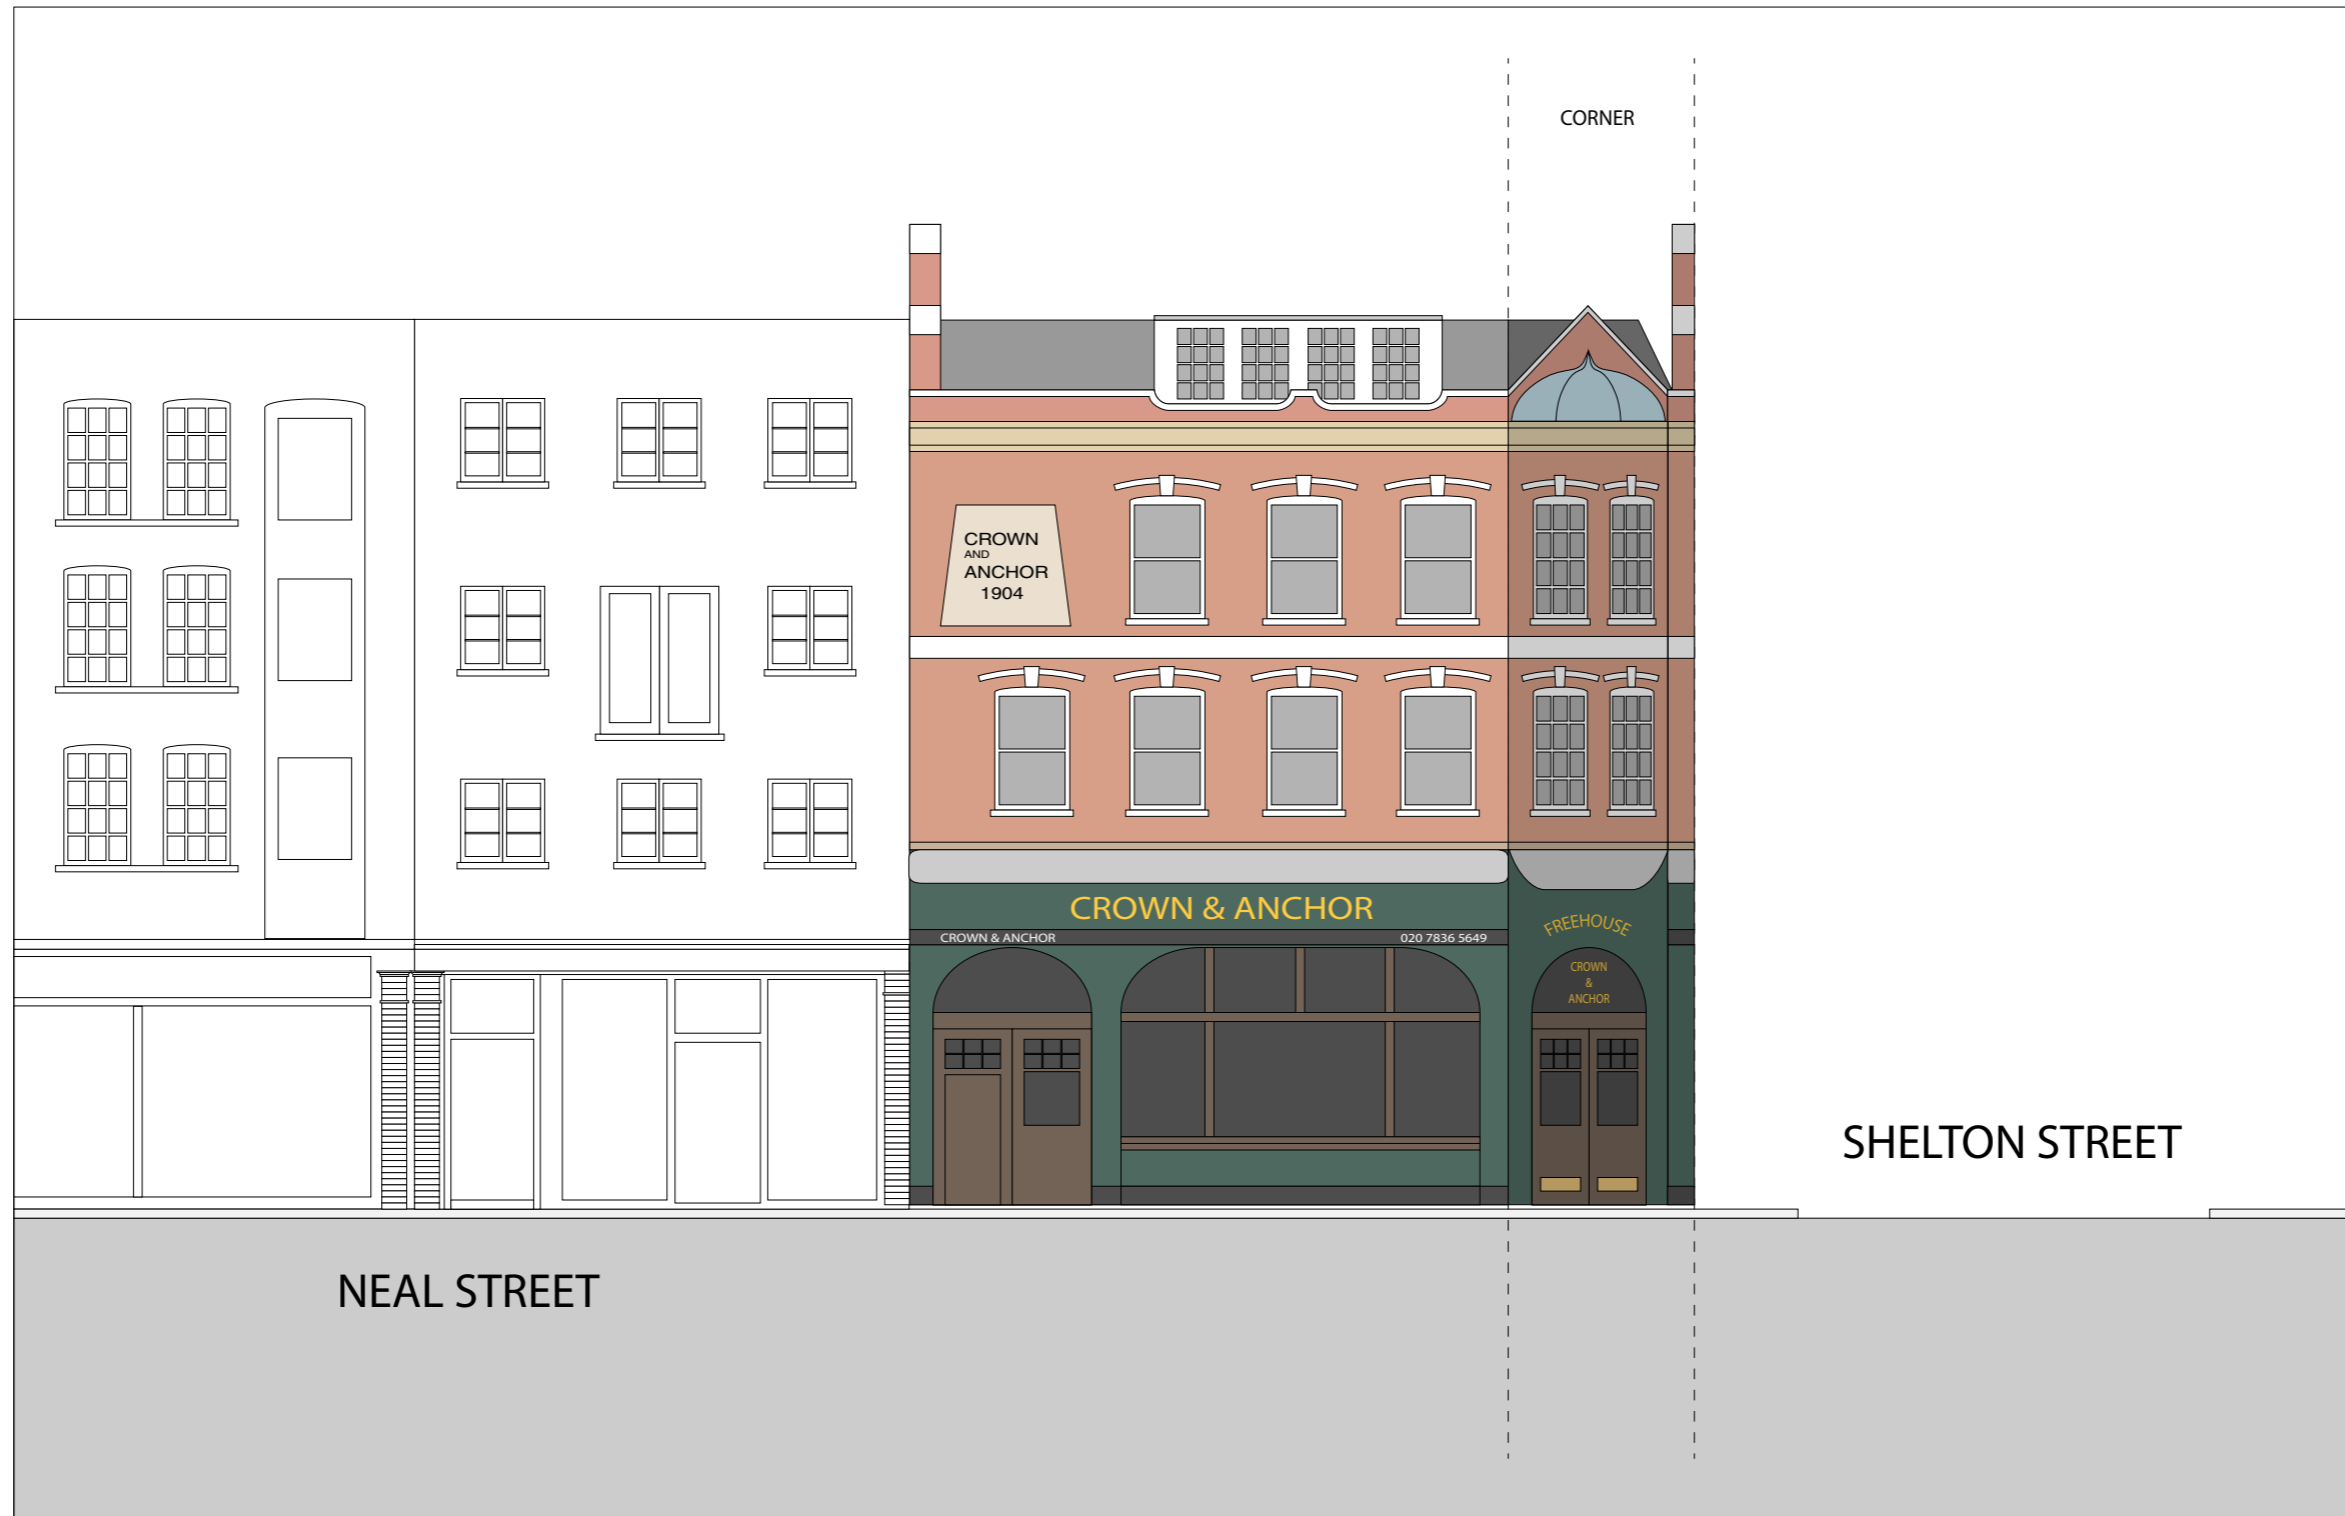 CORNER
CROWN
AND
ANCHOR
1904
CROWN & ANCHOR
CROWN & ANCHOR
020 7836 5649
FREEHOUSE
CROWN
&
ANCHOR
SHELTON STREET
NEAL STREET